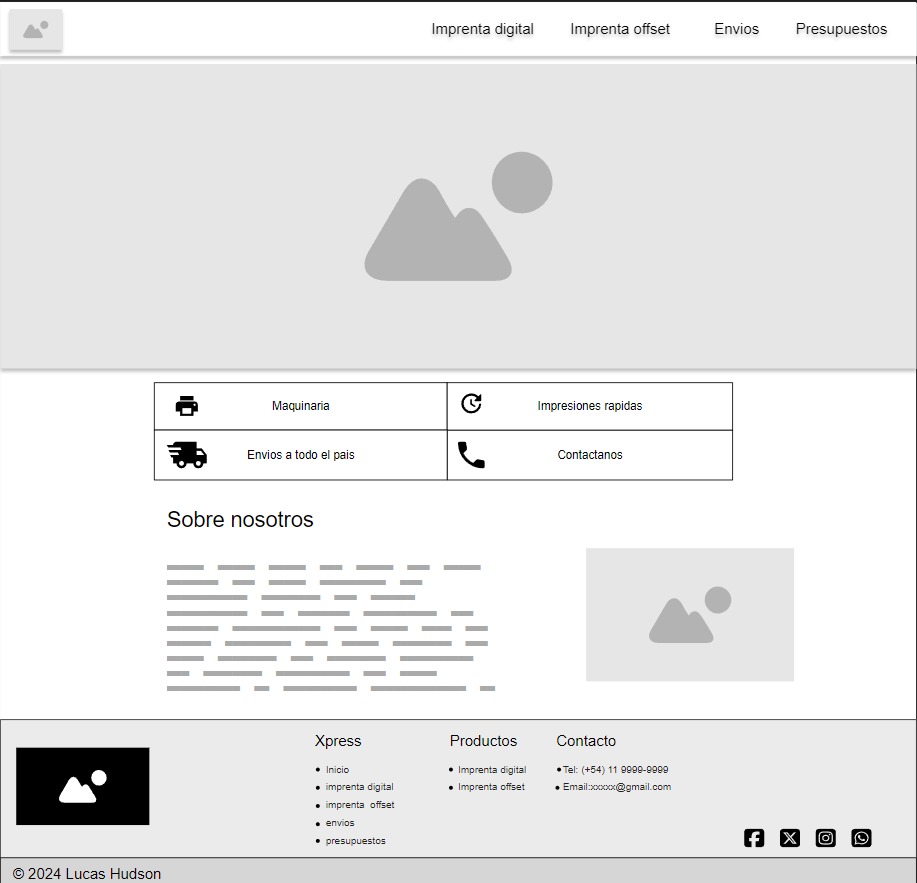 Imprenta digital Imprenta offset Envios Presupuestos
Maquinaria Impresiones rapidas
Envios a todo el pais Contactanos
Sobre nosotros
Xpress Productos Contacto
Inicio Imprenta digital Tel: (+54) 11 9999-9999
imprenta digital Imprenta offset Email:xxxxx@gmail.com
imprenta offset
envios
presupuestos
© 2024 Lucas Hudson